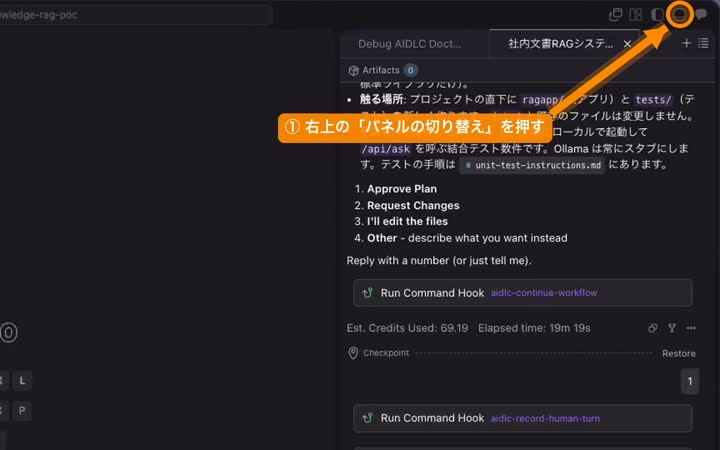 wledge-rag-poc
Debug AIDLC Doct...
社内文書RAGシステ...
Artifacts 0
標準ライブラリだけ)。
• 触る場所: プロジェクトの直下に ragapp/ アプリ) と tests/ (テ
のファイルは変更しません。
① 右上の「パネルの切り替え」を押す
ローカルで起動して
/api/ask を呼ぶ結合テスト数件です。Ollama は常にスタブにしま
す。テストの手順は unit-test-instructions.md にあります。
1. Approve Plan
2. Request Changes
3. I'll edit the files
4. Other - describe what you want instead
Reply with a number (or just tell me).
Run Command Hook aidlc-continue-workflow
Est. Credits Used: 69.19 Elapsed time: 19m 19s
Checkpoint Restore
L
1
P
Run Command Hook aidlc-record-human-turn